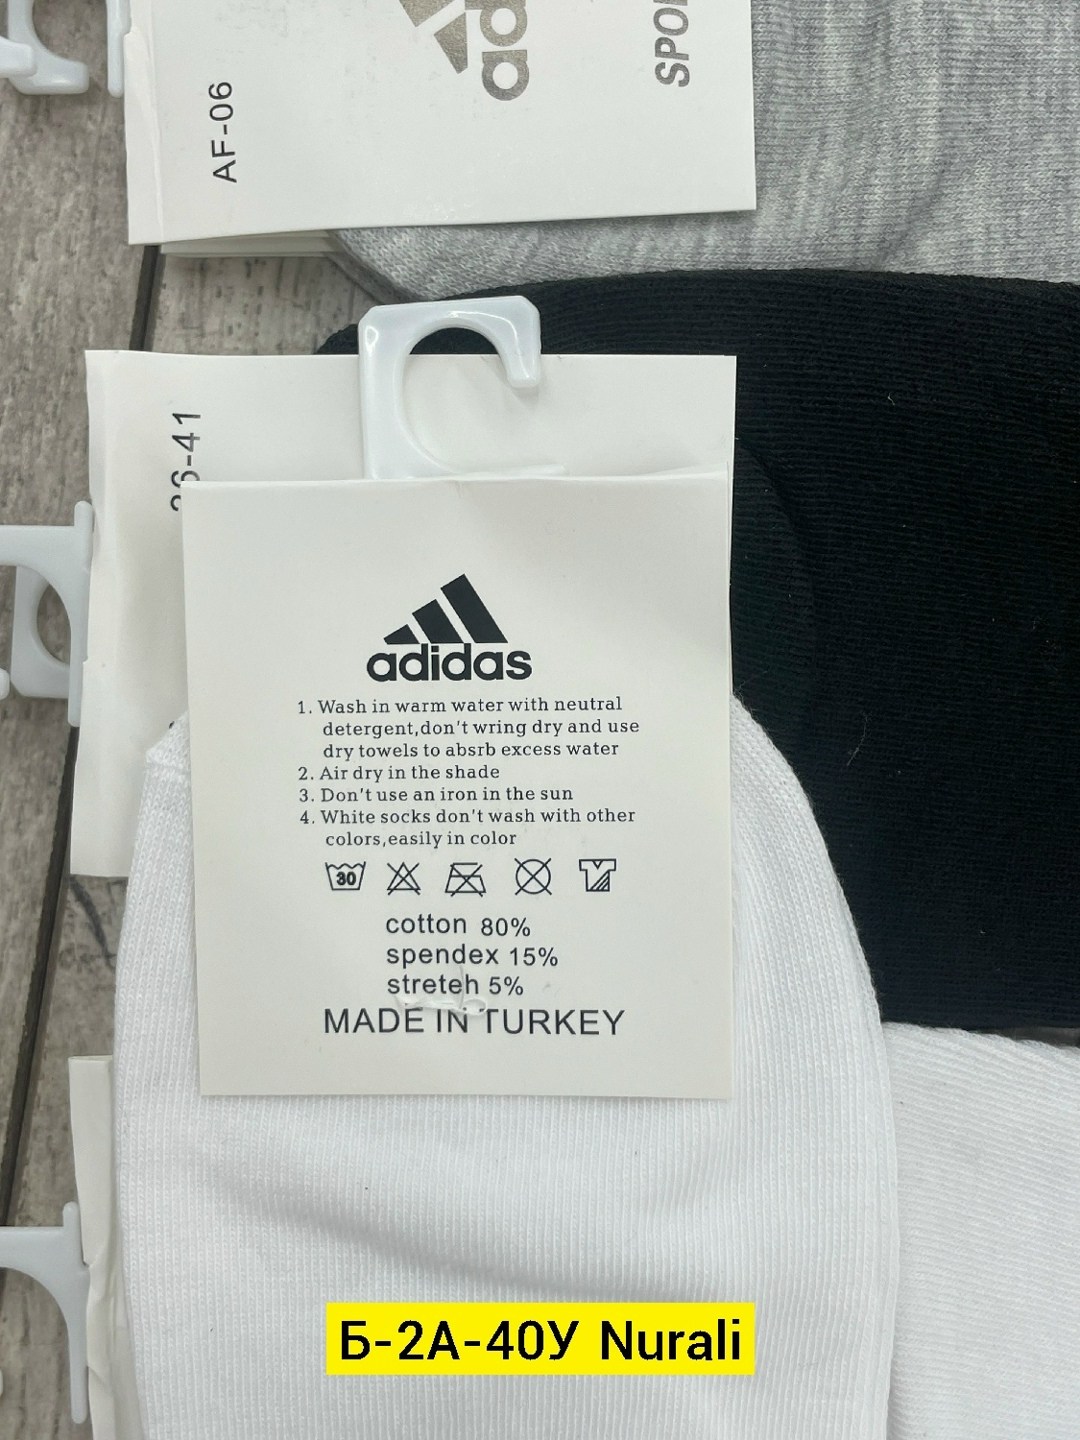 AF-06
SPO
36-41
adidas
1. Wash in warm water with neutral
detergent,don't wring dry and use
dry towels to absrb excess water
2. Air dry in the shade
3. Don't use an iron in the sun
4. White socks don't wash with other
colors,easily in color
30
cotton 80%
spendex 15%
streteh 5%
MADE IN TURKEY
Б-2А-40У Nurali